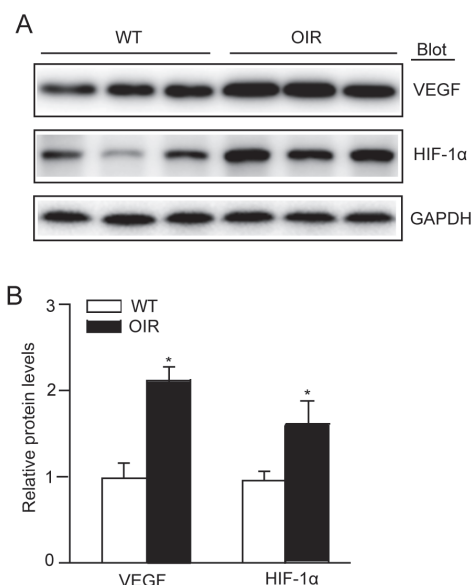 A
WT OIR
Blot
VEGF
HIF-1α
GAPDH
B
3
WT
OIR
Relative protein levels
*
2
*
1
0
VEGF HIF-1α